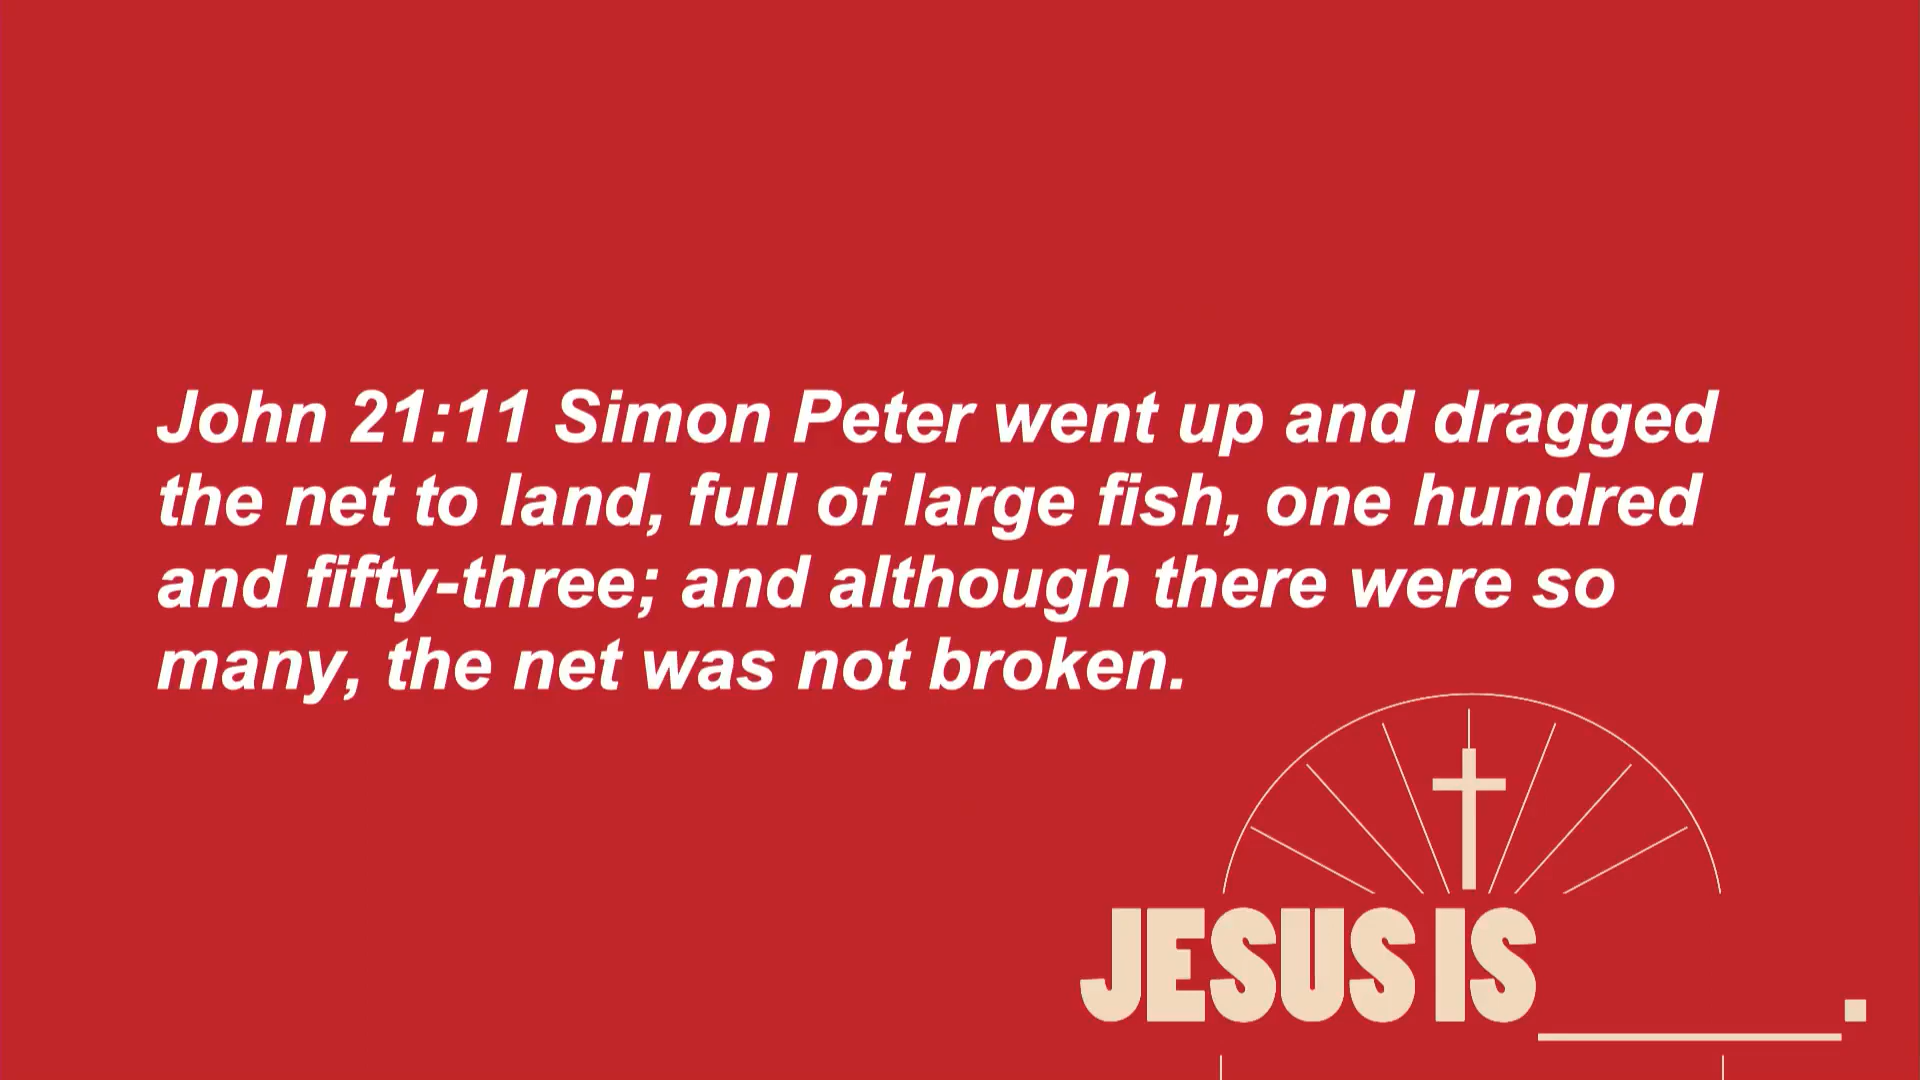 John 21:11 Simon Peter went up and dragged
the net to land, full of large fish, one hundred
and fifty-three; and although there were so
many, the net was not broken.
JESUS IS ________.